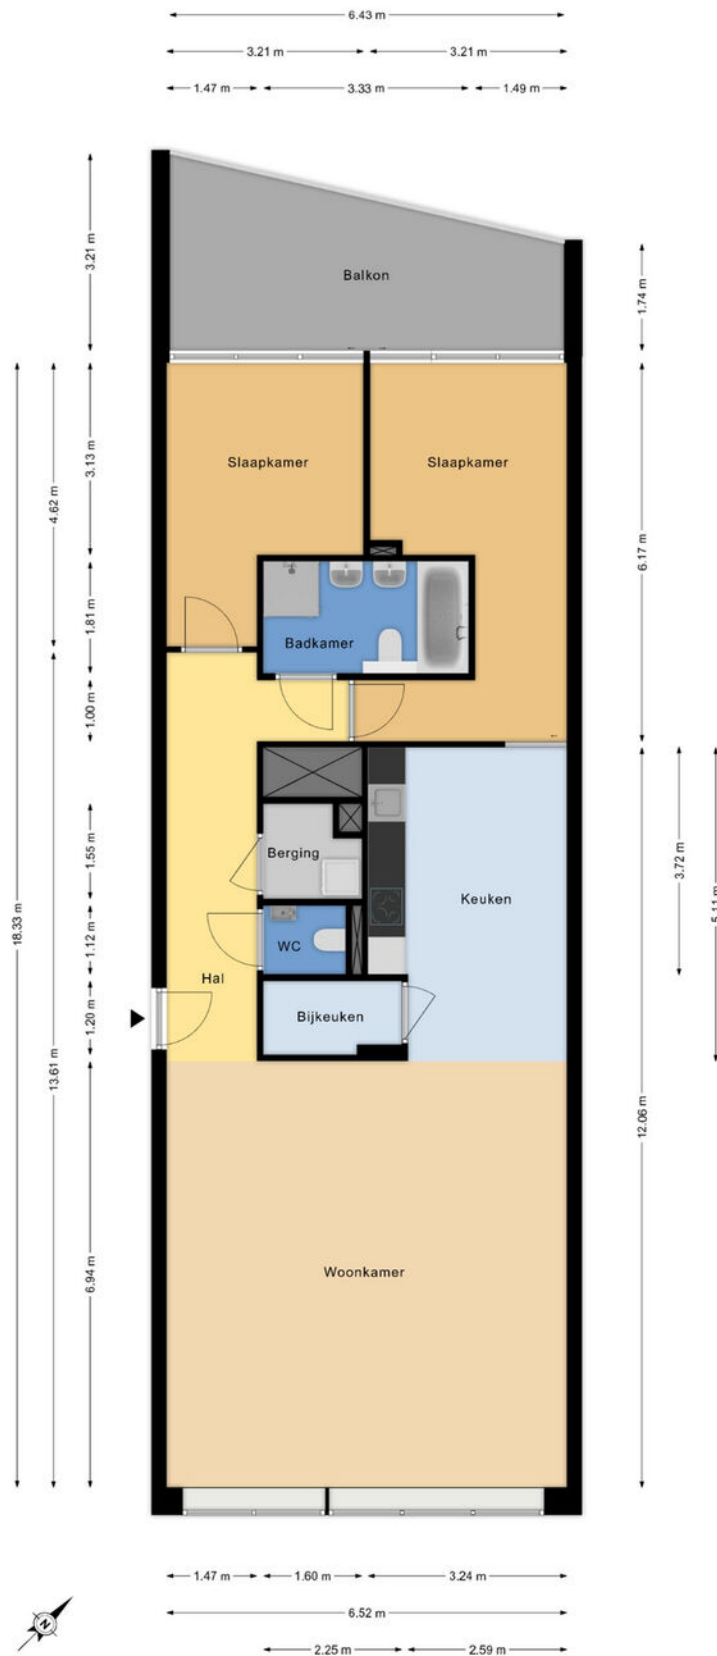 6.43 m
3.21 m
3.21 m
1.47 m
3.33 m
1.49 m
3.21 m
Balkon
1.74 m
4.62 m
3.13 m
Slaapkamer
Slaapkamer
6.17 m
1.81 m
Badkamer
1.00 m
18.33 m
13.61 m
1.55 m
Berging
Keuken
3.72 m
5.11 m
1.12 m
WC
Hal
1.20 m
Bijkeuken
12.06 m
6.94 m
Woonkamer
1.47 m
1.60 m
3.24 m
6.52 m
2.25 m
2.59 m
N